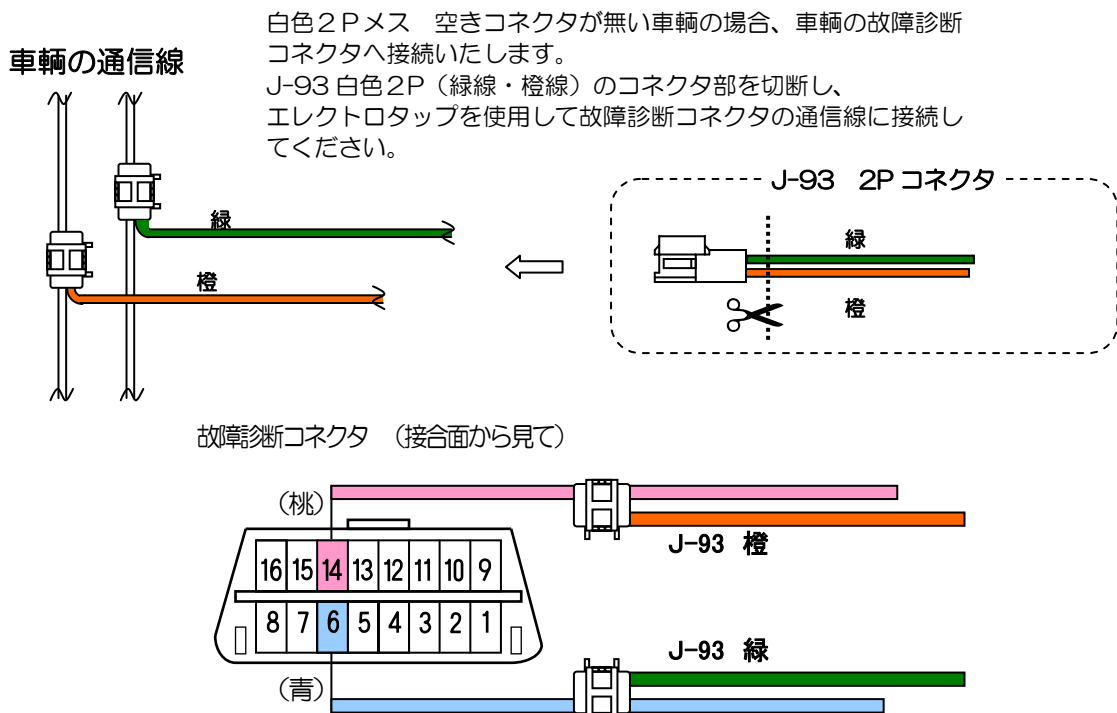 白色２Ｐメス　空きコネクタが無い車輌の場合、車輌の故障診断
コネクタへ接続いたします。
J-93 白色２P（緑線・橙線）のコネクタ部を切断し、
エレクトロタップを使用して故障診断コネクタの通信線に接続し
てください。
車輌の通信線
緑
橙
J-93　2P コネクタ
緑
橙
故障診断コネクタ　（接合面から見て）
（桃）
J-93 橙
16 15 14 13 12 11 10 9
8 7 6 5 4 3 2 1
J-93 緑
（青）